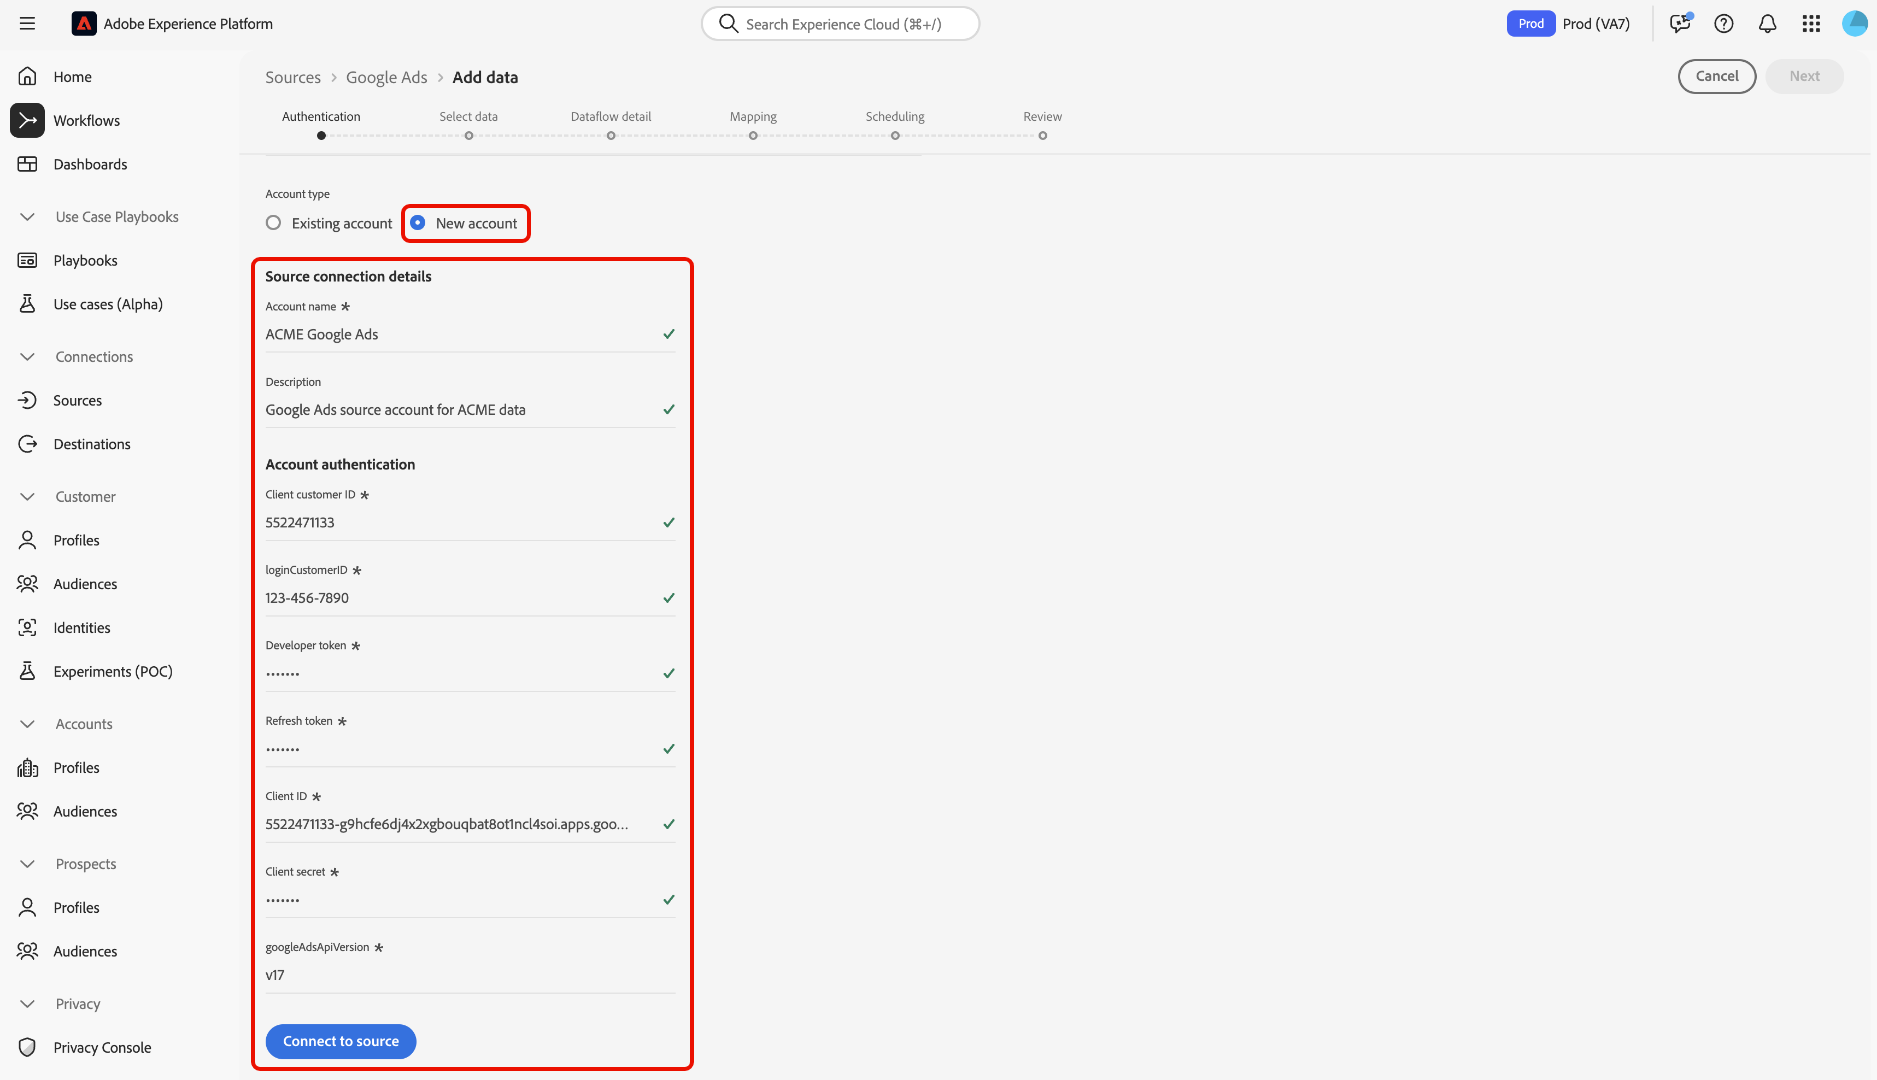 Adobe Experience Platform
Search Experience Cloud (⌘+/)
Prod Prod (VA7)
Home
Workflows
Dashboards
Use Case Playbooks
Playbooks
Use cases (Alpha)
Connections
Sources
Destinations
Customer
Profiles
Audiences
Identities
Experiments (POC)
Accounts
Profiles
Audiences
Prospects
Profiles
Audiences
Privacy
Privacy Console
Sources > Google Ads > Add data
Cancel Next
Authentication Select data Dataflow detail Mapping Scheduling Review
Account type
Existing account New account
Source connection details
Account name *
ACME Google Ads
Description
Google Ads source account for ACME data
Account authentication
Client customer ID *
5522471133
loginCustomerID *
123-456-7890
Developer token *
•••••••
Refresh token *
•••••••
Client ID *
5522471133-g9hcfe6dj4x2xgbouqbat8ot1ncl4soi.apps.goo...
Client secret *
•••••••
googleAdsApiVersion *
v17
Connect to source